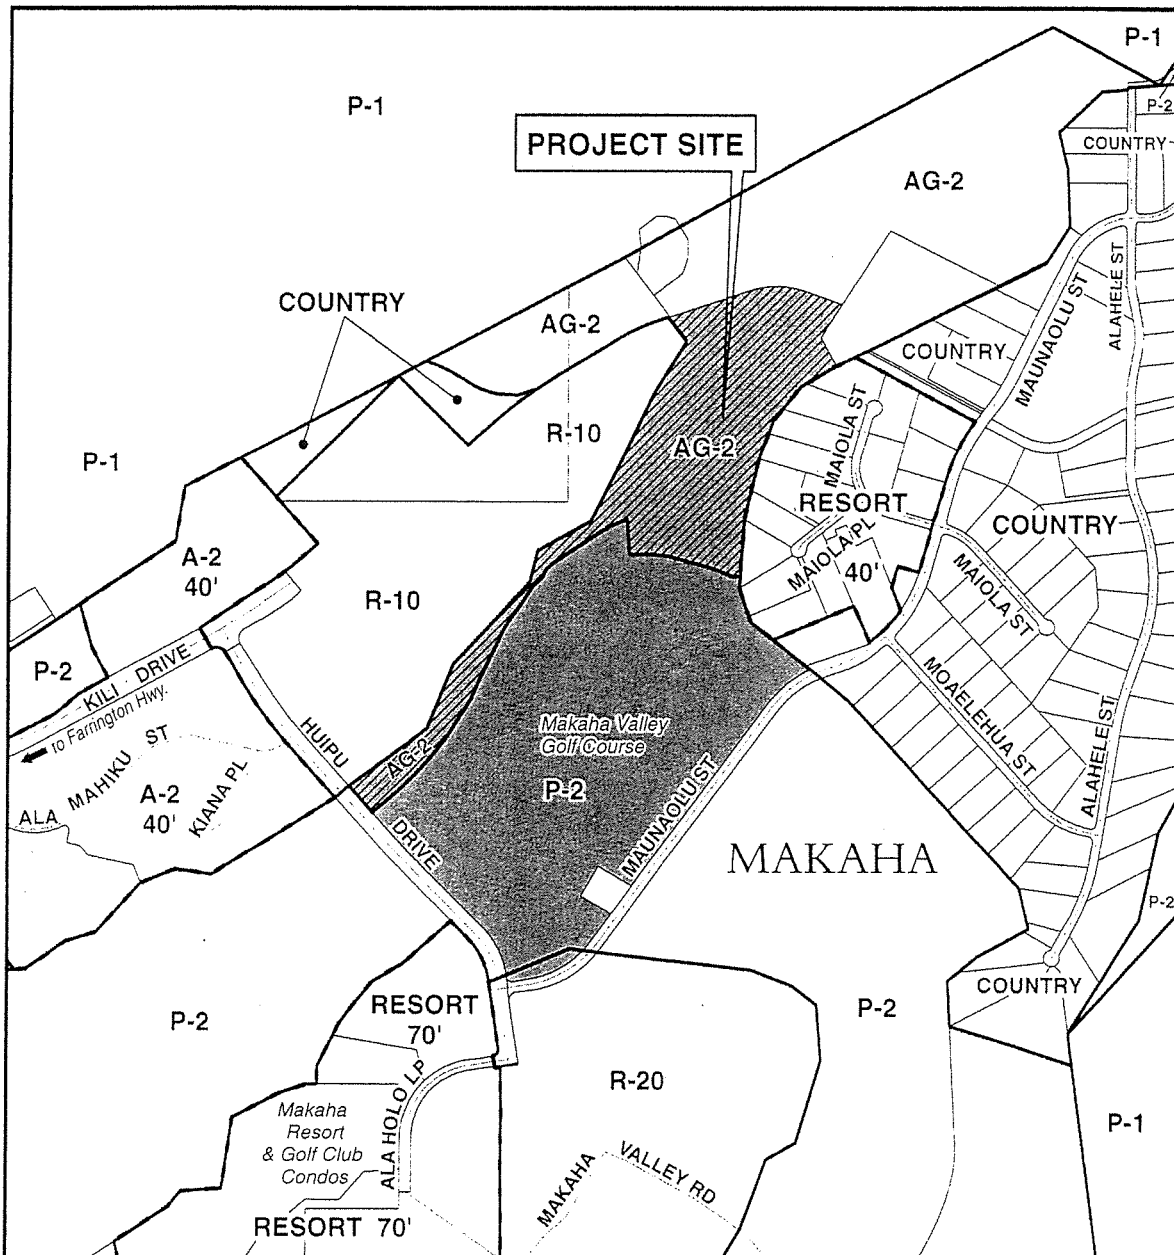 P-1
P-1
P-2
PROJECT SITE
COUNTRY
AG-2
COUNTRY
AG-2
COUNTRY
MAUNAOLU ST
ALAHELE ST
R-10
AG-2
MAIOLA ST
P-1
RESORT
COUNTRY
MAIOLA PL
40'
A-2
40'
R-10
MAIOLA ST
P-2
KILI DRIVE
to Farrington Hwy.
MOAELEHUA ST
ALAHELE ST
HUIPU
DRIVE
Makaha Valley
Golf Course
P-2
AG-2
ALA MAHIKU ST
A-2
40'
KIANA PL
MAUNAOLU ST
MAKAHA
P-2
COUNTRY
RESORT
70'
P-2
P-2
R-20
ALA HOLO LP
Makaha
Resort
& Golf Club
Condos
P-1
MAKAHA VALLEY RD
RESORT 70'